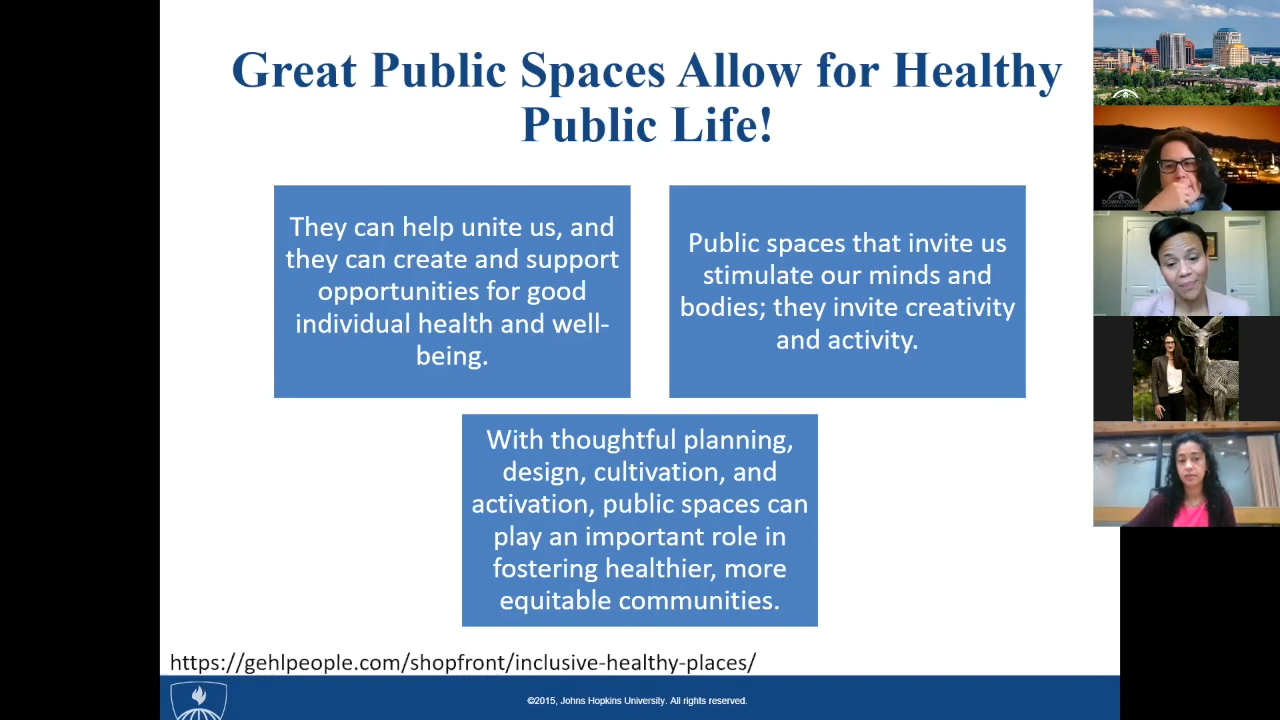 Great Public Spaces Allow for Healthy
Public Life!
They can help unite us, and
they can create and support
opportunities for good
individual health and well-
being.
Public spaces that invite us
stimulate our minds and
bodies; they invite creativity
and activity.
With thoughtful planning,
design, cultivation, and
activation, public spaces can
play an important role in
fostering healthier, more
equitable communities.
https://gehlpeople.com/shopfront/inclusive-healthy-places/
©2015, Johns Hopkins University. All rights reserved.
DOWNTOWN